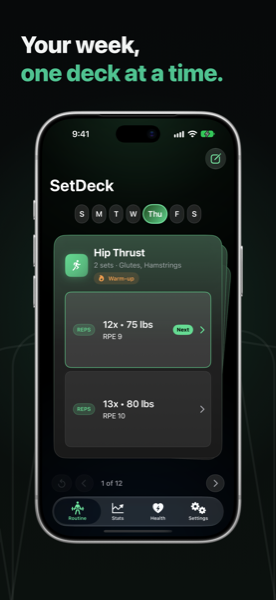 Your week,
one deck at a time.
9:41
SetDeck
S M T W Thu F S
Hip Thrust
2 sets · Glutes, Hamstrings
Warm-up
REPS 12x • 75 lbs Next
RPE 9
REPS 13x • 80 lbs
RPE 10
1 of 12
Routine Stats Health Settings